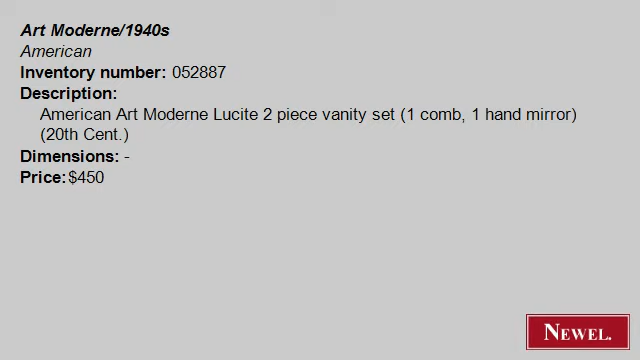 Art Moderne/1940s
American
Inventory number: 052887
Description:
American Art Moderne Lucite 2 piece vanity set (1 comb, 1 hand mirror)
(20th Cent.)
Dimensions: -
Price:$450
NEWEL.